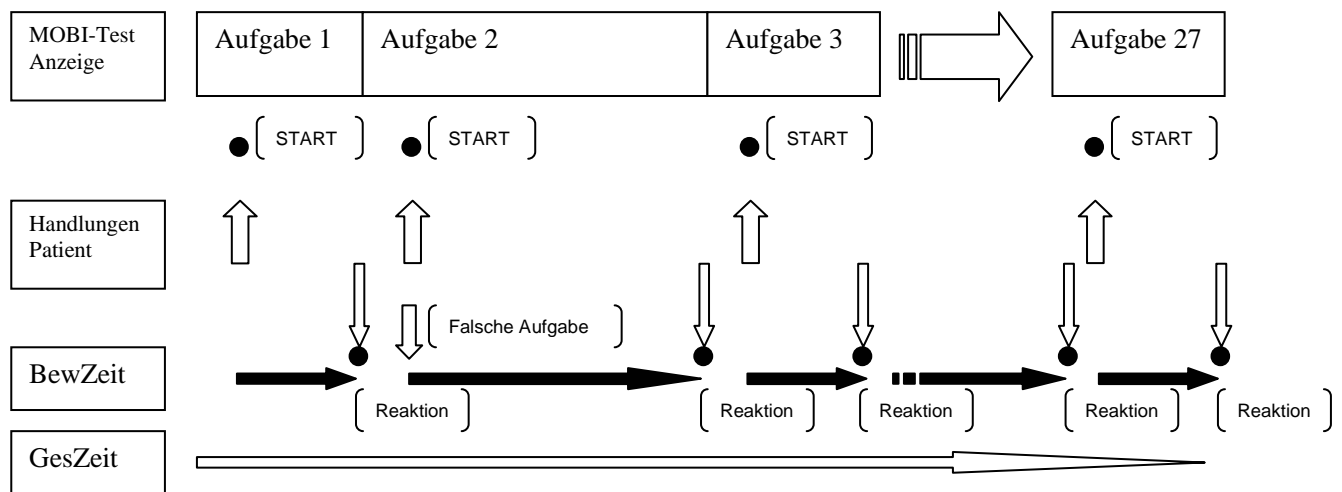 MOBI-Test
Anzeige
Aufgabe 1
Aufgabe 2
Aufgabe 3
Aufgabe 27
START
START
START
START
Handlungen
Patient
Falsche Aufgabe
BewZeit
Reaktion
Reaktion
Reaktion
Reaktion
Reaktion
GesZeit